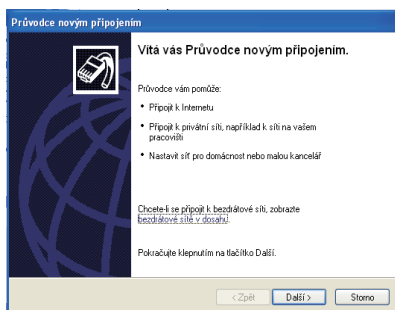 Průvodce novým připojením
Vítá vás Průvodce novým připojením.
Průvodce vám pomůže:
• Připojit k Internetu
• Připojit k privátní síti, například k síti na vašem
pracovišti
• Nastavit síť pro domácnost nebo malou kancelář
Chcete-li se připojit k bezdrátové síti, zobrazte
bezdrátové sítě v dosahu.
Pokračujte klepnutím na tlačítko Další.
< Zpět
Další >
Storno